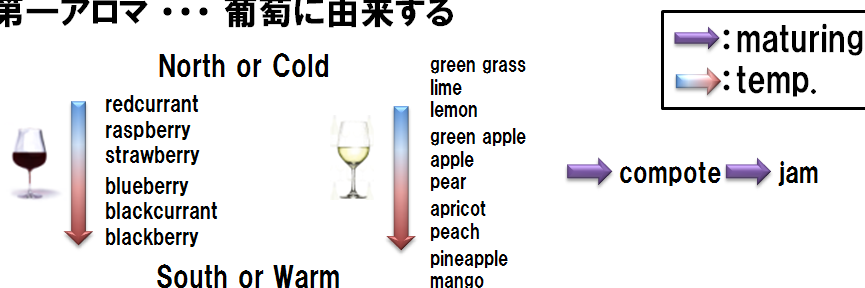 第一アロマ ・・・ 葡萄に由来する
：maturing
：temp.
North or Cold
redcurrant
raspberry
strawberry
blueberry
blackcurrant
blackberry
green grass
lime
lemon
green apple
apple
pear
apricot
peach
pineapple
mango
compote
jam
South or Warm